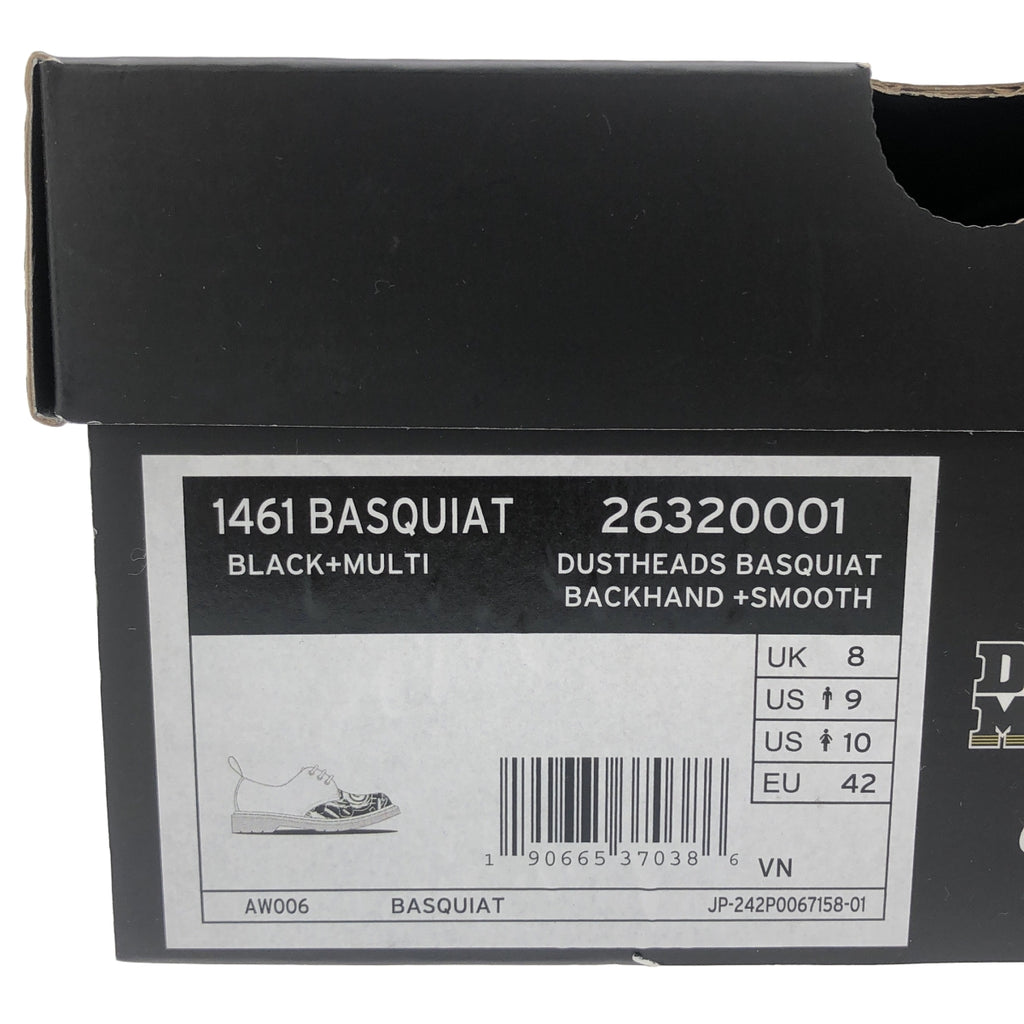 1461 BASQUIAT 26320001
BLACK+MULTI DUSTHEADS BASQUIAT
BACKHAND +SMOOTH
UK 8
US 9
US 10
EU 42
1 90665 37038 6
VN
AW006 BASQUIAT JP-242P0067158-01
D
M